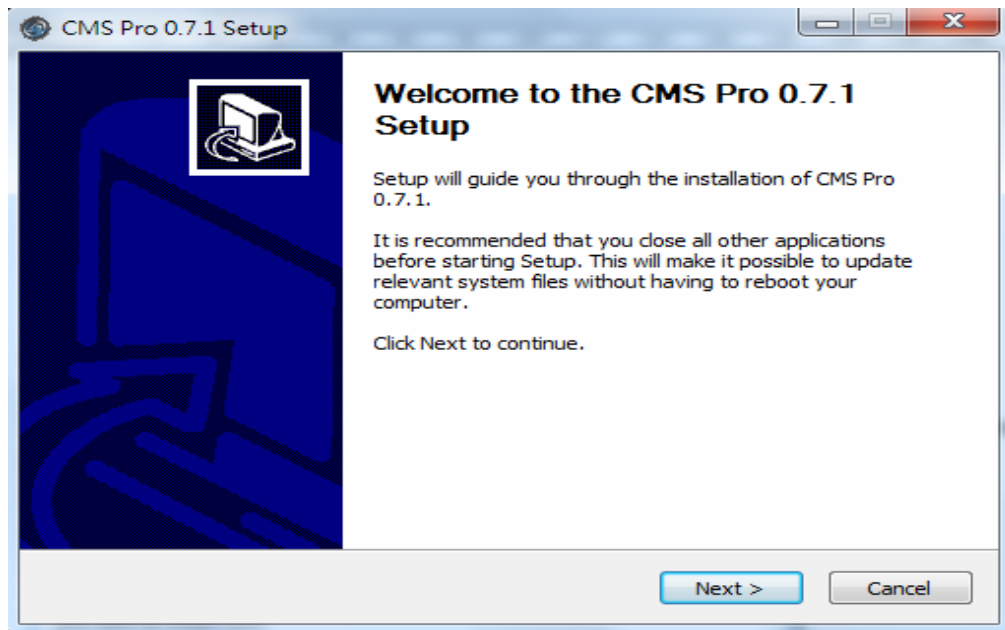 CMS Pro 0.7.1 Setup
Welcome to the CMS Pro 0.7.1
Setup
Setup will guide you through the installation of CMS Pro
0.7.1.
It is recommended that you close all other applications
before starting Setup. This will make it possible to update
relevant system files without having to reboot your
computer.
Click Next to continue.
Next >
Cancel